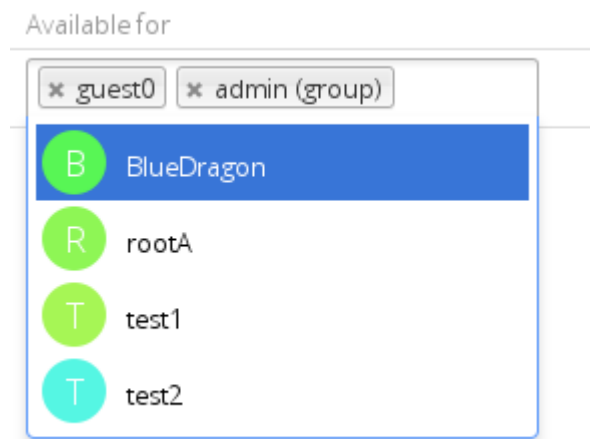 Available for
× guest0 × admin (group)
B BlueDragon
R rootA
T test1
T test2